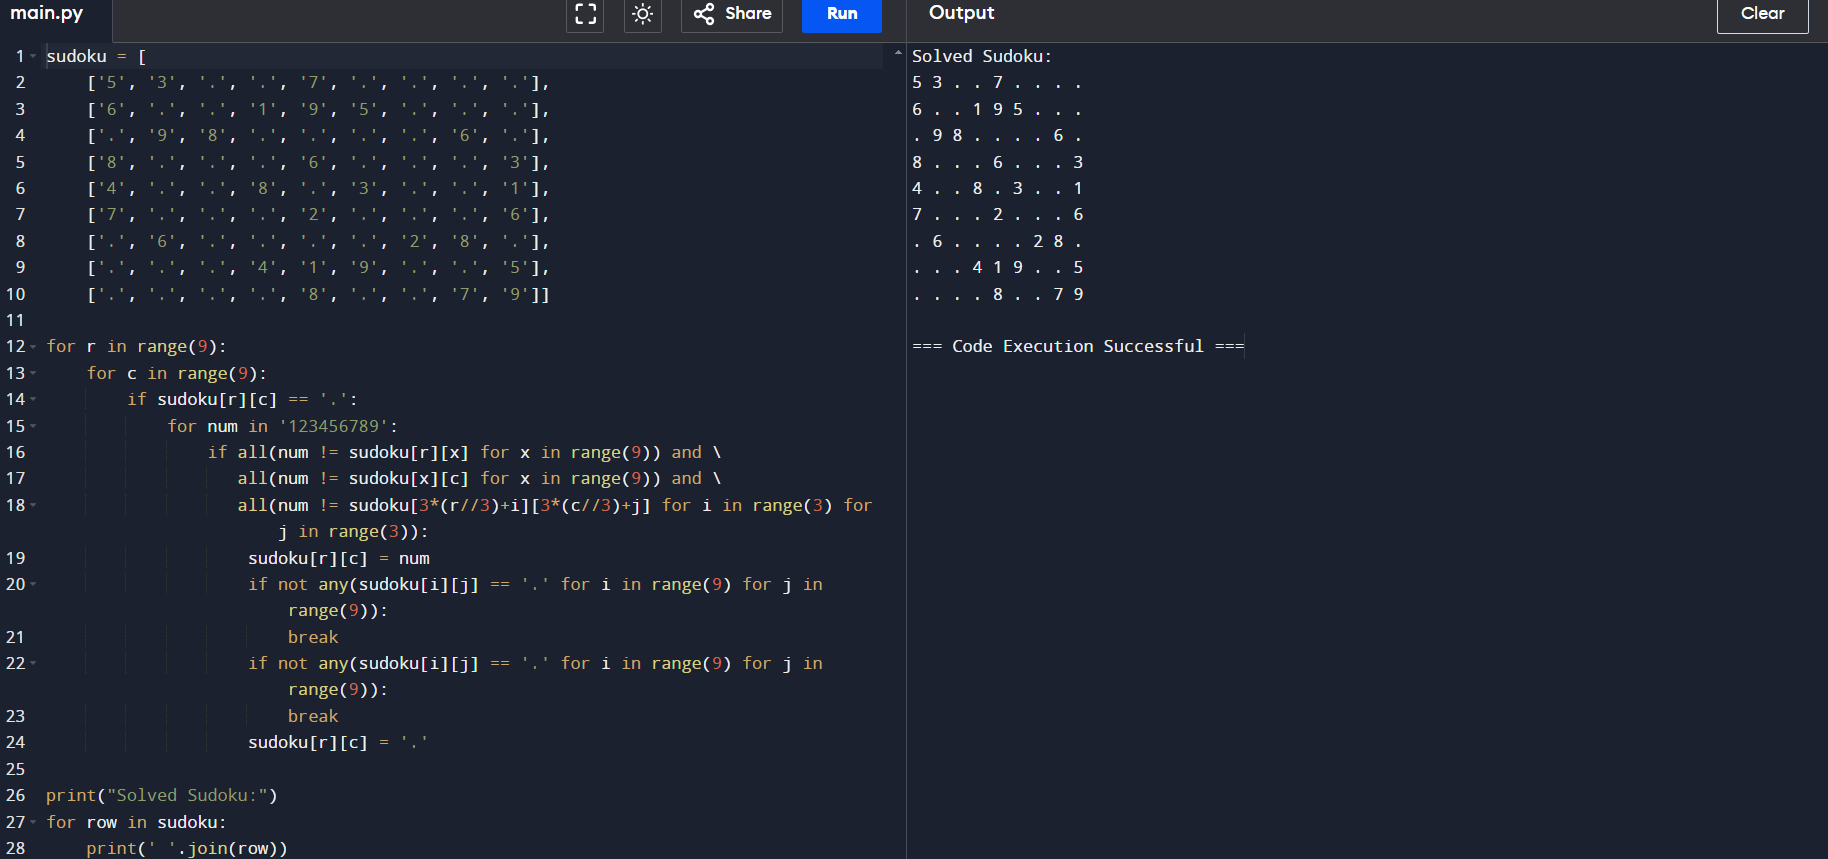 main.py
Share
Run
Output
Clear
1 sudoku = [
2     ['5', '3', '.', '.', '7', '.', '.', '.', '.'],
3     ['6', '.', '.', '1', '9', '5', '.', '.', '.'],
4     ['.', '9', '8', '.', '.', '.', '.', '6', '.'],
5     ['8', '.', '.', '.', '6', '.', '.', '.', '3'],
6     ['4', '.', '.', '8', '.', '3', '.', '.', '1'],
7     ['7', '.', '.', '.', '2', '.', '.', '.', '6'],
8     ['.', '6', '.', '.', '.', '.', '2', '8', '.'],
9     ['.', '.', '.', '4', '1', '9', '.', '.', '5'],
10     ['.', '.', '.', '.', '8', '.', '.', '7', '9']]
11
12 for r in range(9):
13     for c in range(9):
14         if sudoku[r][c] == '.':
15             for num in '123456789':
16                 if all(num != sudoku[r][x] for x in range(9)) and \
17                    all(num != sudoku[x][c] for x in range(9)) and \
18                    all(num != sudoku[3*(r//3)+i][3*(c//3)+j] for i in range(3) for
j in range(3)):
19                     sudoku[r][c] = num
20                     if not any(sudoku[i][j] == '.' for i in range(9) for j in
range(9)):
21                         break
22                     if not any(sudoku[i][j] == '.' for i in range(9) for j in
range(9)):
23                         break
24                     sudoku[r][c] = '.'
25
26 print("Solved Sudoku:")
27 for row in sudoku:
28     print(' '.join(row))
Solved Sudoku:
5 3 . . 7 . . . .
6 . . 1 9 5 . . .
. 9 8 . . . . 6 .
8 . . . 6 . . . 3
4 . . 8 . 3 . . 1
7 . . . 2 . . . 6
. 6 . . . . 2 8 .
. . . 4 1 9 . . 5
. . . . 8 . . 7 9
=== Code Execution Successful ===